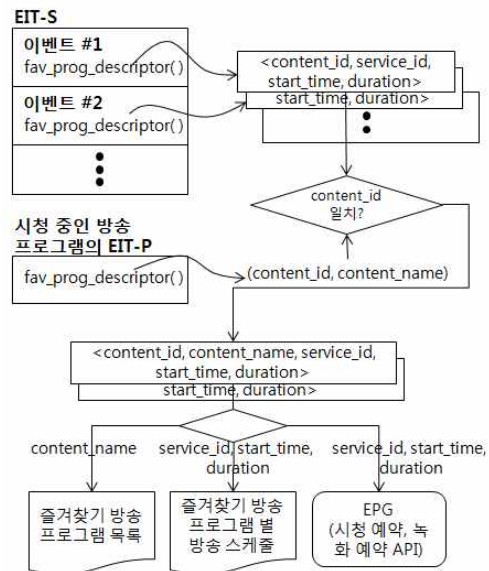 EIT-S
이벤트 #1
fav_prog_descriptor()
이벤트 #2
fav_prog_descriptor()
<content_id, service_id,
start_time, duration>
start_time, duration>
content_id
일치?
시청 중인 방송
프로그램의 EIT-P
fav_prog_descriptor()
(content_id, content_name)
<content_id, content_name, service_id,
start_time, duration>
start_time, duration>
content_name
service_id, start_time,
duration
service_id, start_time,
duration
즐겨찾기 방송
프로그램 목록
즐겨찾기 방송
프로그램 별
방송 스케줄
EPG
(시청 예약, 녹
화 예약 API)